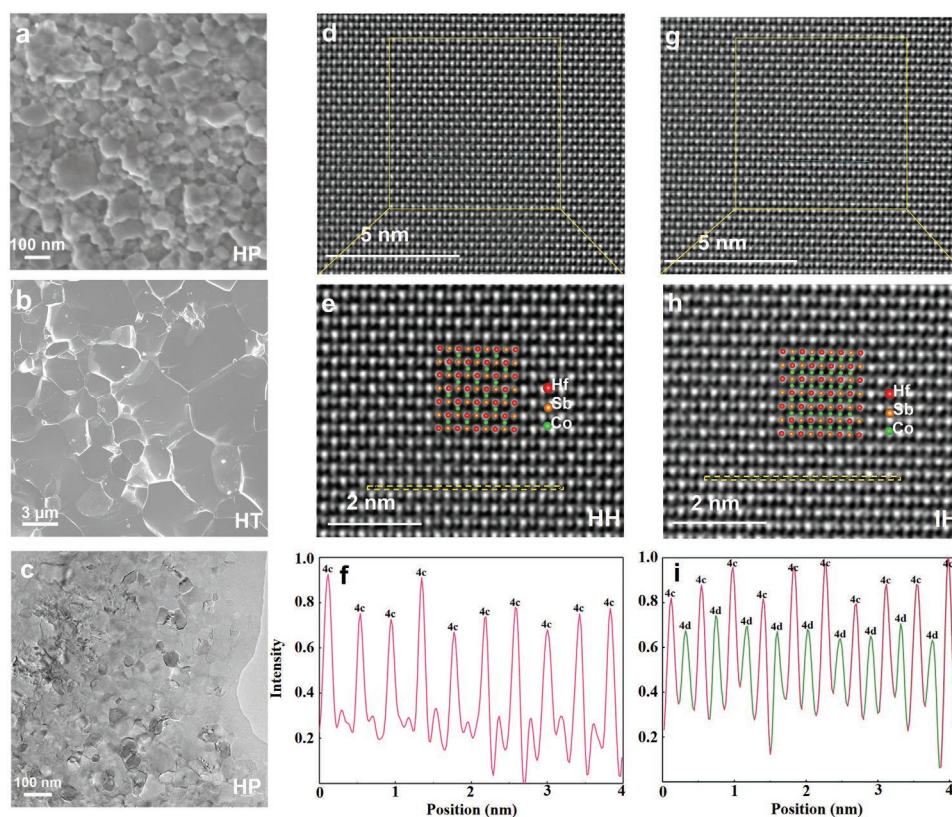 a
100 nm
HP
b
3 µm
HT
c
100 nm
HP
d
5 nm
e
Hf
Sb
Co
2 nm
HH
f
1.0
0.8
0.6
0.4
0.2
Intensity
4c 4c 4c 4c 4c 4c 4c 4c 4c 4c
0 1 2 3 4
Position (nm)
g
5 nm
h
Hf
Sb
Co
2 nm
IH
i
1.0
0.8
0.6
0.4
0.2
4c 4c 4c 4c 4c 4c 4c 4c 4c 4c
4d 4d 4d 4d 4d 4d 4d 4d 4d
0 1 2 3 4
Position (nm)